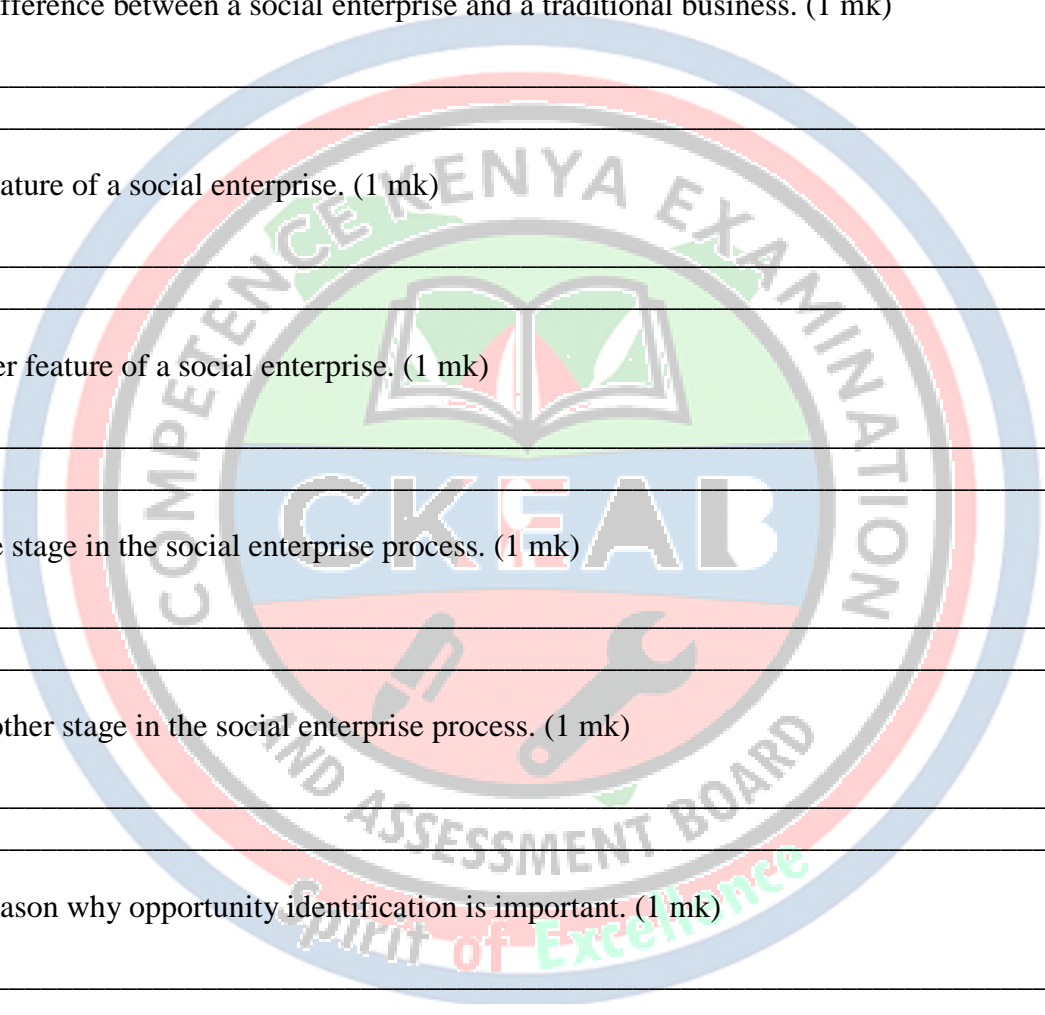 fference between a social enterprise and a traditional business. (1 mk)
ature of a social enterprise. (1 mk)
er feature of a social enterprise. (1 mk)
e stage in the social enterprise process. (1 mk)
other stage in the social enterprise process. (1 mk)
ason why opportunity identification is important. (1 mk)
COMPETENCE KENYA EXAMINATION
CKEAB
AND ASSESSMENT BOARD
Spirit of Excellence